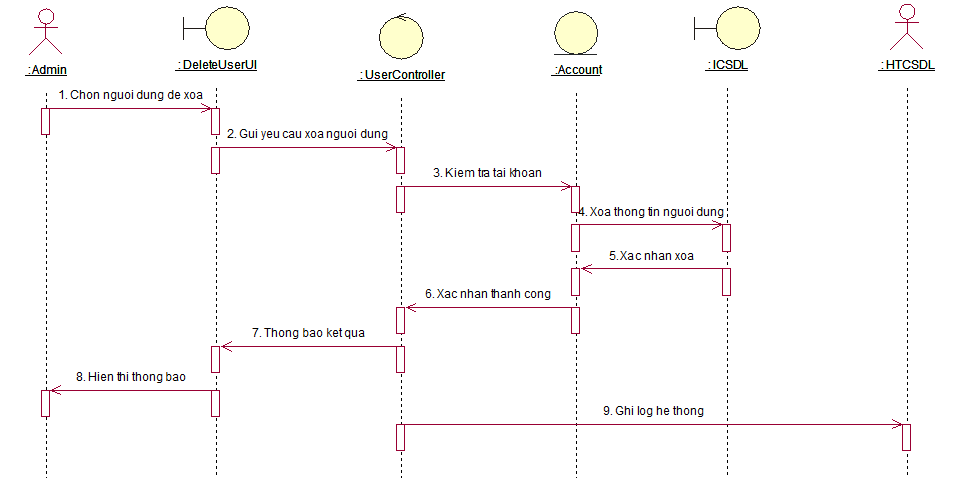 :Admin
:DeleteUserUI
:UserController
:Account
:ICSDL
:HTCSDL
1. Chon nguoi dung de xoa
2. Gui yeu cau xoa nguoi dung
3. Kiem tra tai khoan
4. Xoa thong tin nguoi dung
5. Xac nhan xoa
6. Xac nhan thanh cong
7. Thong bao ket qua
8. Hien thi thong bao
9. Ghi log he thong